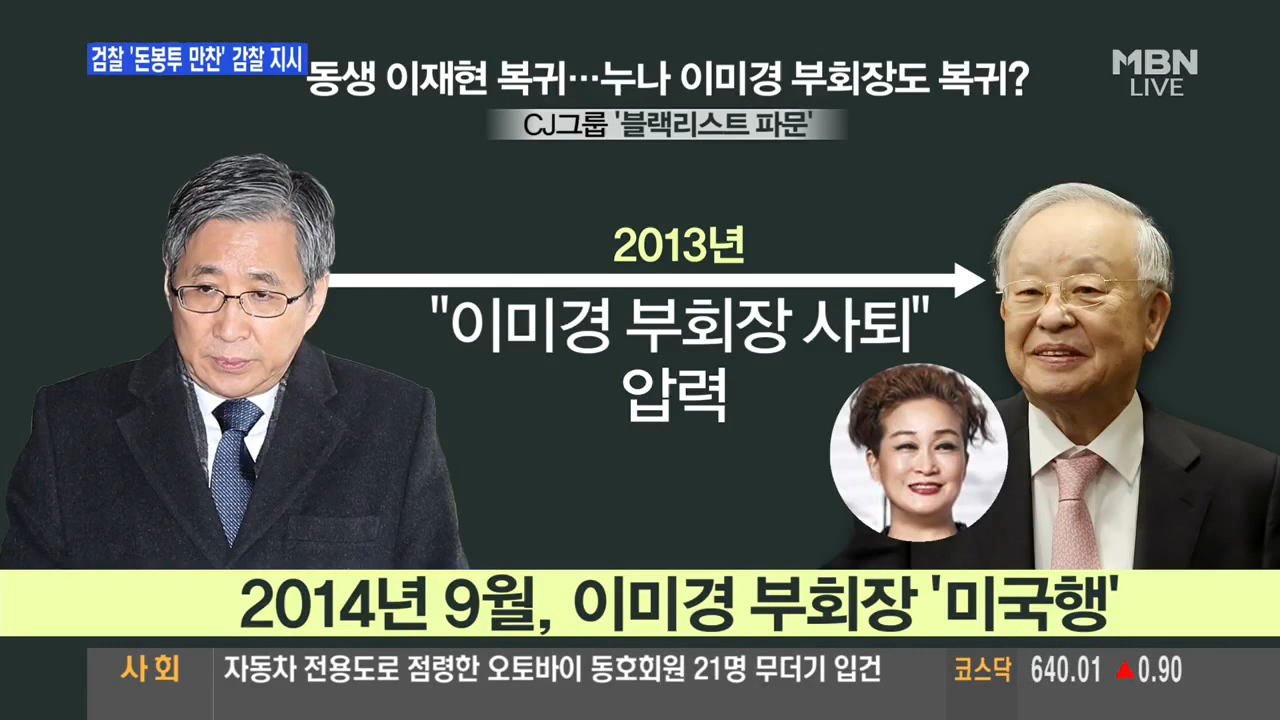 검찰 '돈봉투 만찬' 감찰 지시
동생 이재현 복귀…누나 이미경 부회장도 복귀?
MBN
LIVE
CJ그룹 '블랙리스트 파문'
2013년
"이미경 부회장 사퇴"
압력
2014년 9월, 이미경 부회장 '미국행'
사회 자동차 전용도로 점령한 오토바이 동호회원 21명 무더기 입건 코스닥 640.01 ▲0.90